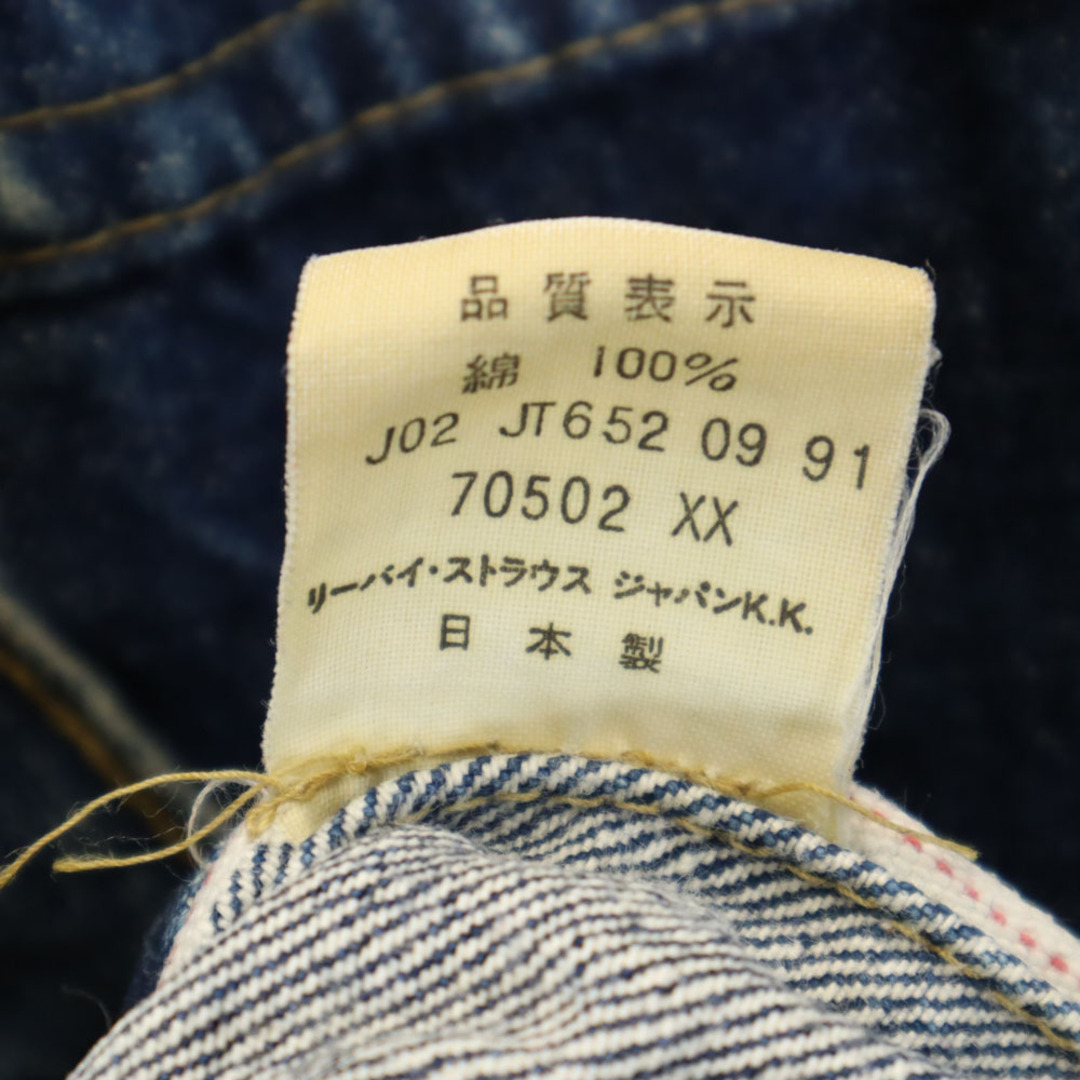 品質表示
綿 100%
J02 JT652 09 91
70502 XX
リーバイ・ストラウス ジャパンK.K.
日本製